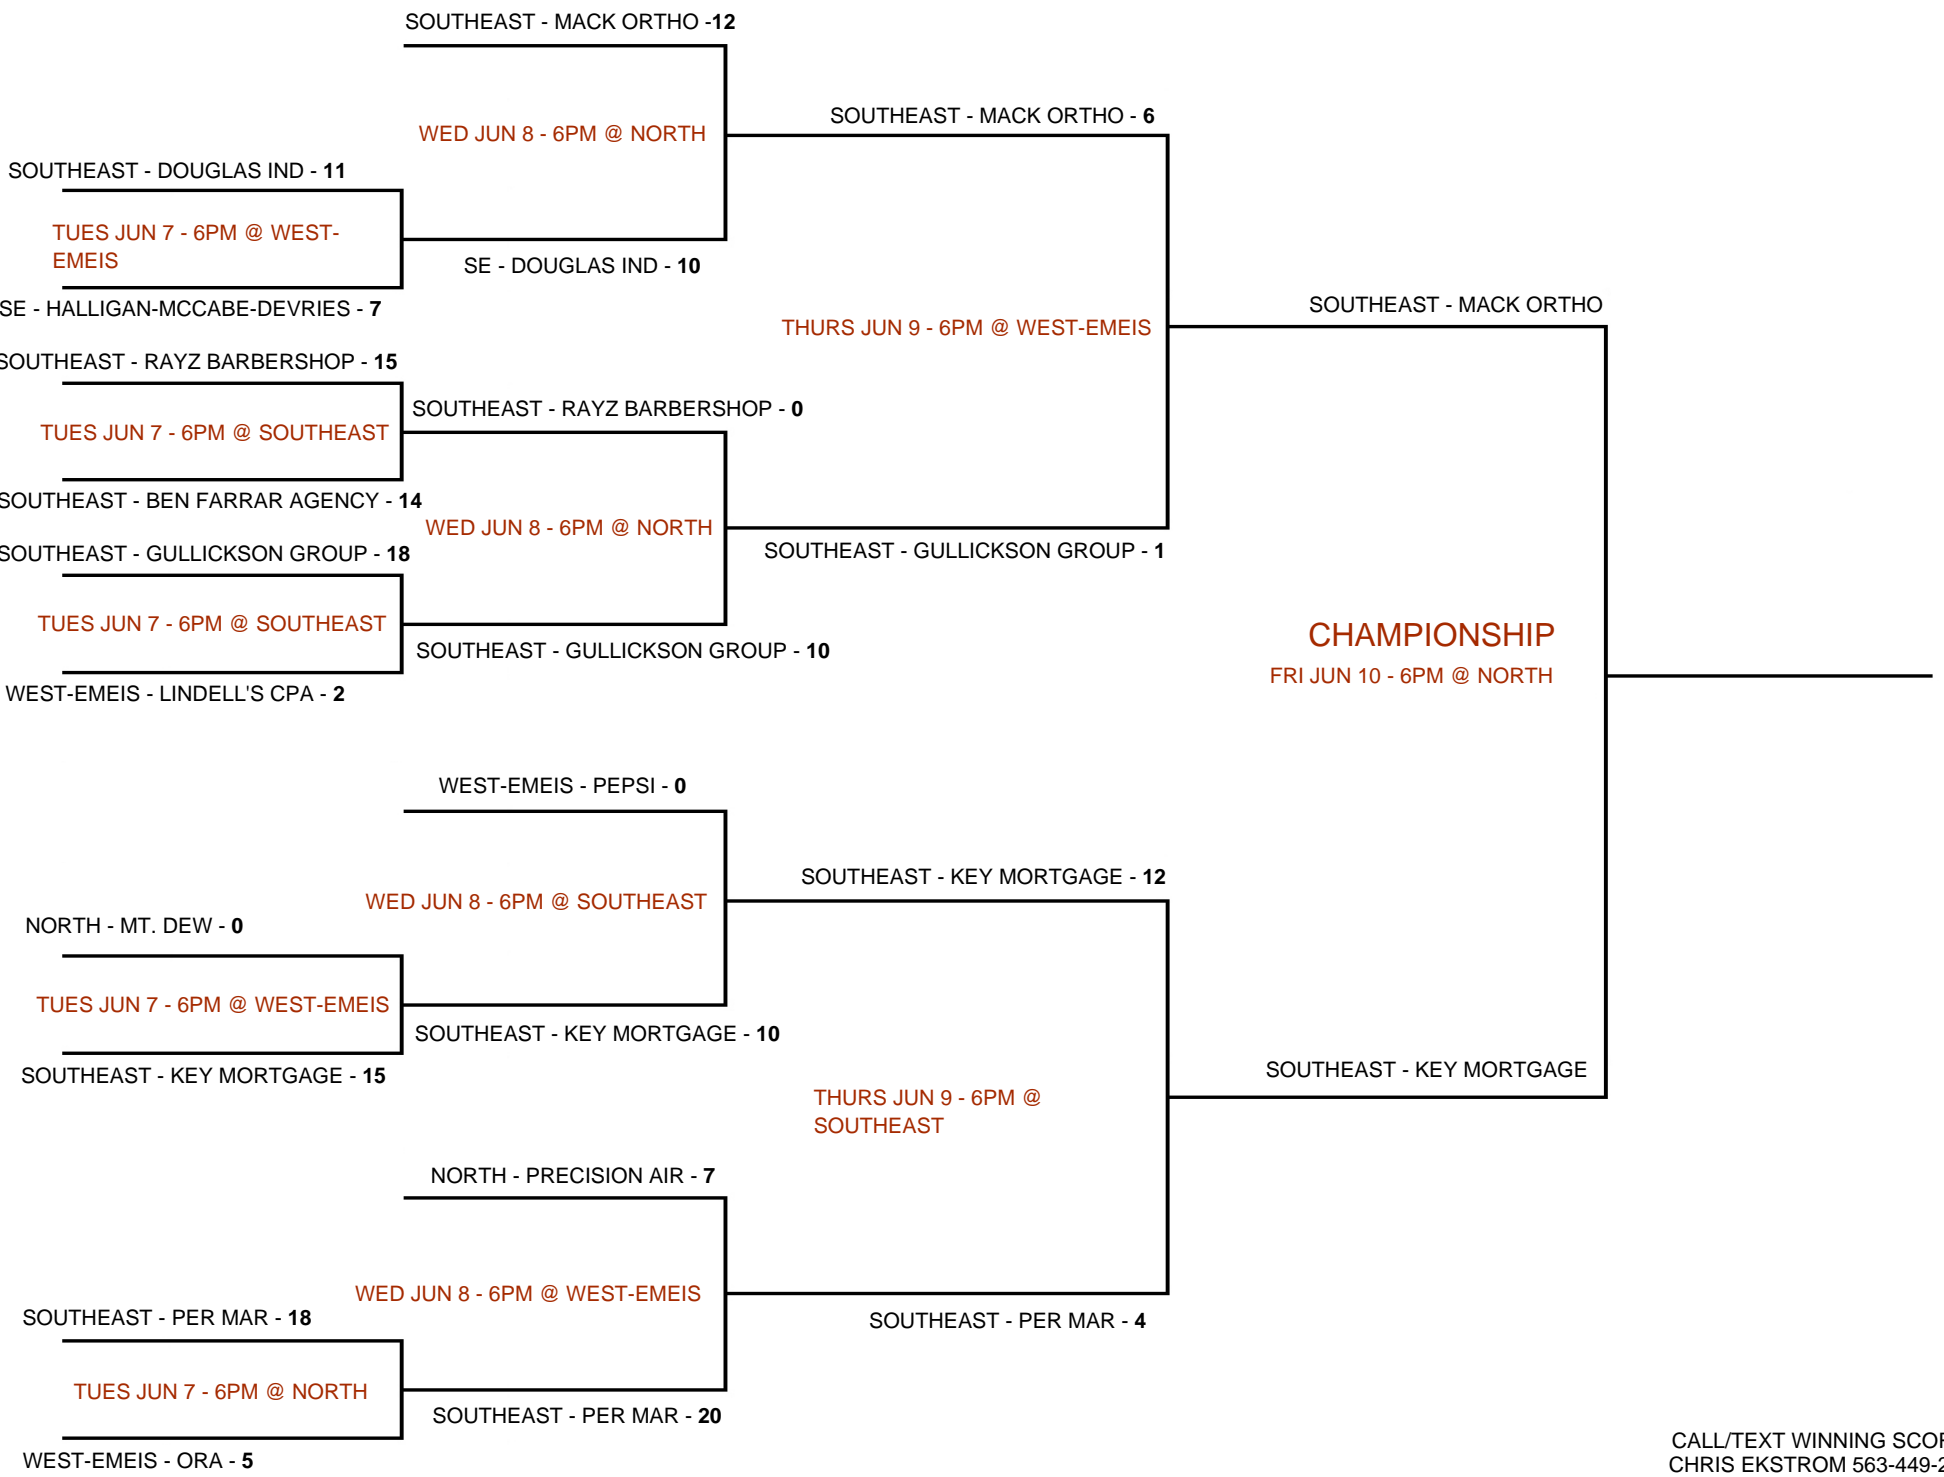 SOUTHEAST - MACK ORTHO -12
WED JUN 8 - 6PM @ NORTH
SOUTHEAST - MACK ORTHO - 6
SOUTHEAST - DOUGLAS IND - 11
TUES JUN 7 - 6PM @ WEST-
EMEIS
SE - DOUGLAS IND - 10
SE - HALLIGAN-MCCABE-DEVRIES - 7
THURS JUN 9 - 6PM @ WEST-EMEIS
SOUTHEAST - MACK ORTHO
SOUTHEAST - RAYZ BARBERSHOP - 15
SOUTHEAST - RAYZ BARBERSHOP - 0
TUES JUN 7 - 6PM @ SOUTHEAST
SOUTHEAST - BEN FARRAR AGENCY - 14
WED JUN 8 - 6PM @ NORTH
SOUTHEAST - GULLICKSON GROUP - 1
SOUTHEAST - GULLICKSON GROUP - 18
TUES JUN 7 - 6PM @ SOUTHEAST
SOUTHEAST - GULLICKSON GROUP - 10
WEST-EMEIS - LINDELL'S CPA - 2
CHAMPIONSHIP
FRI JUN 10 - 6PM @ NORTH
WEST-EMEIS - PEPSI - 0
WED JUN 8 - 6PM @ SOUTHEAST
SOUTHEAST - KEY MORTGAGE - 12
NORTH - MT. DEW - 0
TUES JUN 7 - 6PM @ WEST-EMEIS
SOUTHEAST - KEY MORTGAGE - 10
SOUTHEAST - KEY MORTGAGE - 15
THURS JUN 9 - 6PM @
SOUTHEAST
SOUTHEAST - KEY MORTGAGE
NORTH - PRECISION AIR - 7
WED JUN 8 - 6PM @ WEST-EMEIS
SOUTHEAST - PER MAR - 4
SOUTHEAST - PER MAR - 18
TUES JUN 7 - 6PM @ NORTH
SOUTHEAST - PER MAR - 20
WEST-EMEIS - ORA - 5
CALL/TEXT WINNING SCOR
CHRIS EKSTROM 563-449-2